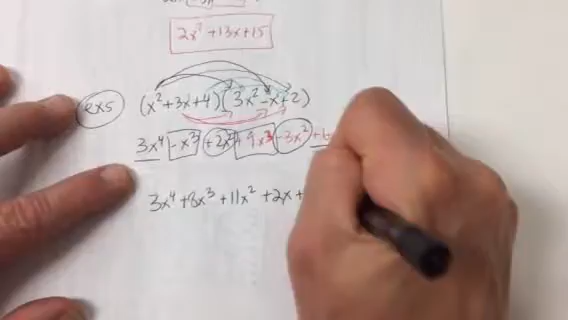 2x² +13x+15
ex5 (x²+3x+4)(3x²-x+2)
3x⁴ -x³ +2x² +9x³ -3x²
3x⁴ +8x³ +11x² +2x+